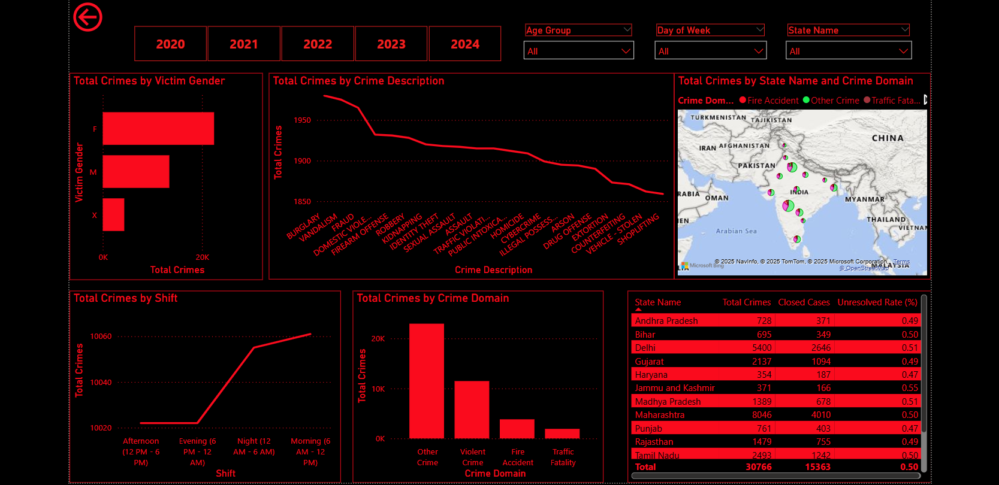 2020 2021 2022 2023 2024
Age Group
All
Day of Week
All
State Name
All
Total Crimes by Victim Gender
Victim Gender
F
M
X
0K 20K
Total Crimes
Total Crimes by Crime Description
Total Crimes
1950
1900
1850
BURGLARY
VANDALISM
FRAUD
DOMESTIC VIOLE...
FIREARM OFFENSE
ROBBERY
KIDNAPPING
IDENTITY THEFT
SEXUAL ASSAULT
ASSAULT
TRAFFIC VIOLATI...
PUBLIC INTOXICA...
HOMICIDE
CYBERCRIME
ILLEGAL POSSESS...
ARSON
DRUG OFFENSE
EXTORTION
COUNTERFEITING
VEHICLE - STOLEN
SHOPLIFTING
Crime Description
Total Crimes by State Name and Crime Domain
Crime Dom... Fire Accident Other Crime Traffic Fata...
TURKMENISTAN
TAJIKISTAN
CHINA
IRAN
AFGHANISTAN
PAKISTAN
INDIA
RABIA
OMAN
MYANMAR
EN
THAILAND
VIETNAM
Arabian Sea
MALAYSIA
LIA
Microsoft Bing
© 2025 NavInfo, © 2025 TomTom, © 2025 Microsoft Corporation, Terms
© OpenStreetMap
Total Crimes by Shift
Total Crimes
10060
10040
10020
Afternoon (12 PM - 6 PM)
Evening (6 PM - 12 AM)
Night (12 AM - 6 AM)
Morning (6 AM - 12 PM)
Shift
Total Crimes by Crime Domain
Total Crimes
20K
10K
0K
Other Crime
Violent Crime
Fire Accident
Traffic Fatality
Crime Domain
State Name Total Crimes Closed Cases Unresolved Rate (%)
Andhra Pradesh 728 371 0.49
Bihar 695 349 0.50
Delhi 5400 2646 0.51
Gujarat 2137 1094 0.49
Haryana 354 187 0.47
Jammu and Kashmir 371 166 0.55
Madhya Pradesh 1389 678 0.51
Maharashtra 8046 4010 0.50
Punjab 761 403 0.47
Rajasthan 1479 755 0.49
Tamil Nadu 2493 1242 0.50
Total 30766 15363 0.50